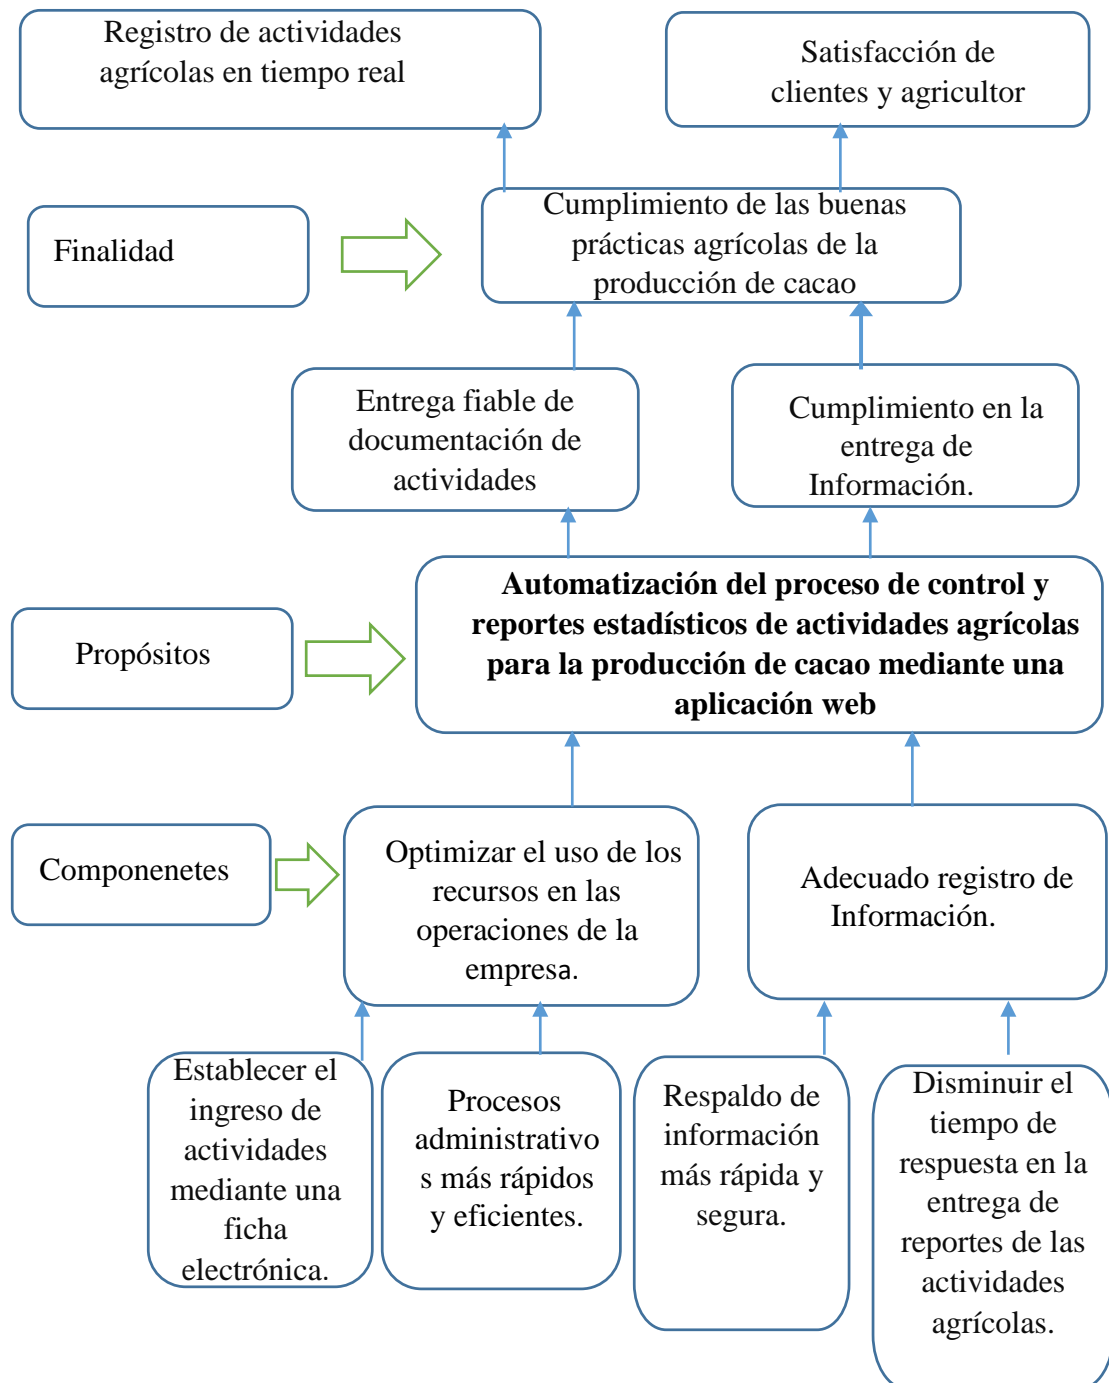 Registro de actividades
agrícolas en tiempo real
Satisfacción de
clientes y agricultor
Finalidad
Cumplimiento de las buenas
prácticas agrícolas de la
producción de cacao
Entrega fiable de
documentación de
actividades
Cumplimiento en la
entrega de
Información.
Propósitos
Automatización del proceso de control y
reportes estadísticos de actividades agrícolas
para la producción de cacao mediante una
aplicación web
Componenetes
Optimizar el uso de los
recursos en las
operaciones de la
empresa.
Adecuado registro de
Información.
Establecer el
ingreso de
actividades
mediante una
ficha
electrónica.
Procesos
administrativo
s más rápidos
y eficientes.
Respaldo de
información
más rápida y
segura.
Disminuir el
tiempo de
respuesta en la
entrega de
reportes de las
actividades
agrícolas.